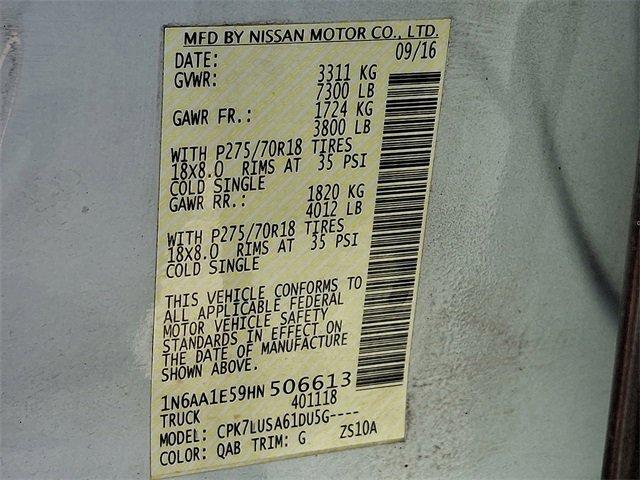 MFD BY NISSAN MOTOR CO., LTD.
DATE: 09/16
GVWR: 3311 KG
7300 LB
GAWR FR.: 1724 KG
3800 LB
WITH P275/70R18 TIRES
18X8.0 RIMS AT 35 PSI
COLD SINGLE
GAWR RR.: 1820 KG
4012 LB
WITH P275/70R18 TIRES
18X8.0 RIMS AT 35 PSI
COLD SINGLE
THIS VEHICLE CONFORMS TO
ALL APPLICABLE FEDERAL
MOTOR VEHICLE SAFETY
STANDARDS IN EFFECT ON
THE DATE OF MANUFACTURE
SHOWN ABOVE.
1N6AA1E59HN 506613
TRUCK 401118
MODEL: CPK7LUSA61DU5G----
COLOR: QAB TRIM: G ZS10A